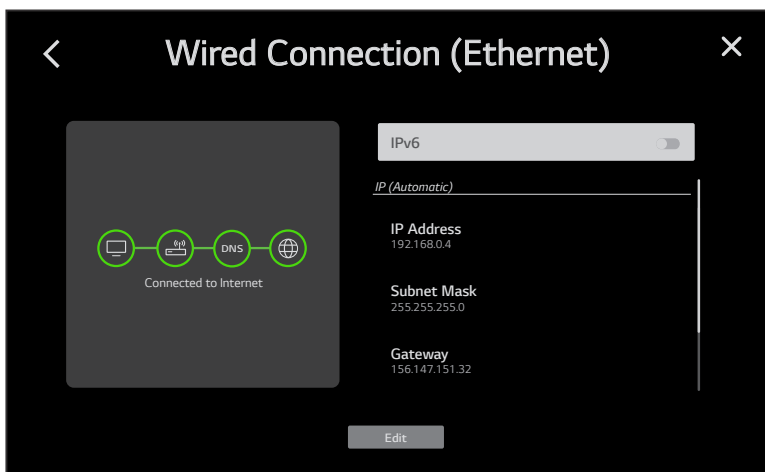 Wired Connection (Ethernet)
DNS
Connected to Internet
IPv6
IP (Automatic)
IP Address
192.168.0.4
Subnet Mask
255.255.255.0
Gateway
156.147.151.32
Edit